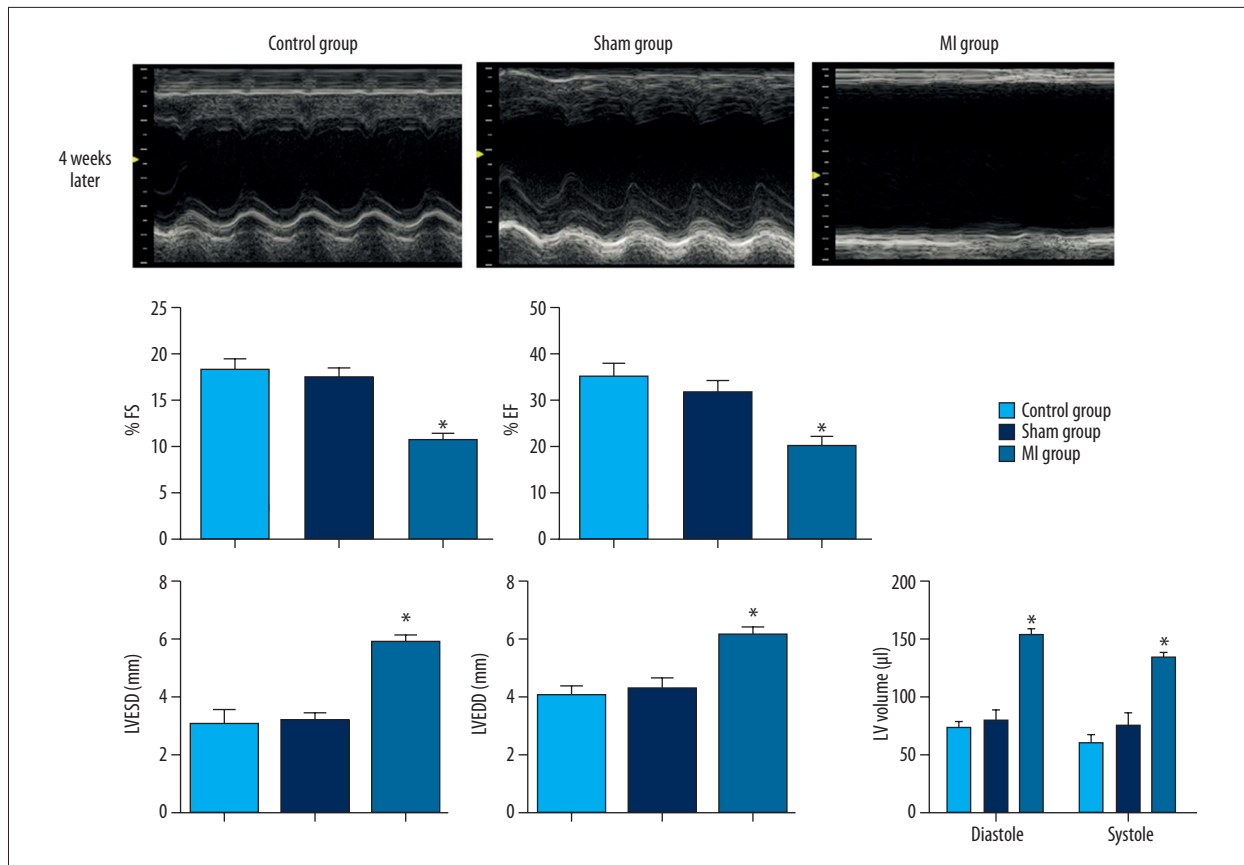 Control group
Sham group
MI group
4 weeks
later
25
20
15
10
5
0
% FS
*
50
40
30
20
10
0
% EF
*
Control group
Sham group
MI group
8
6
4
2
0
LVESD (mm)
*
8
6
4
2
0
LVEDD (mm)
*
200
150
100
50
0
LV volume (µl)
*
*
Diastole
Systole